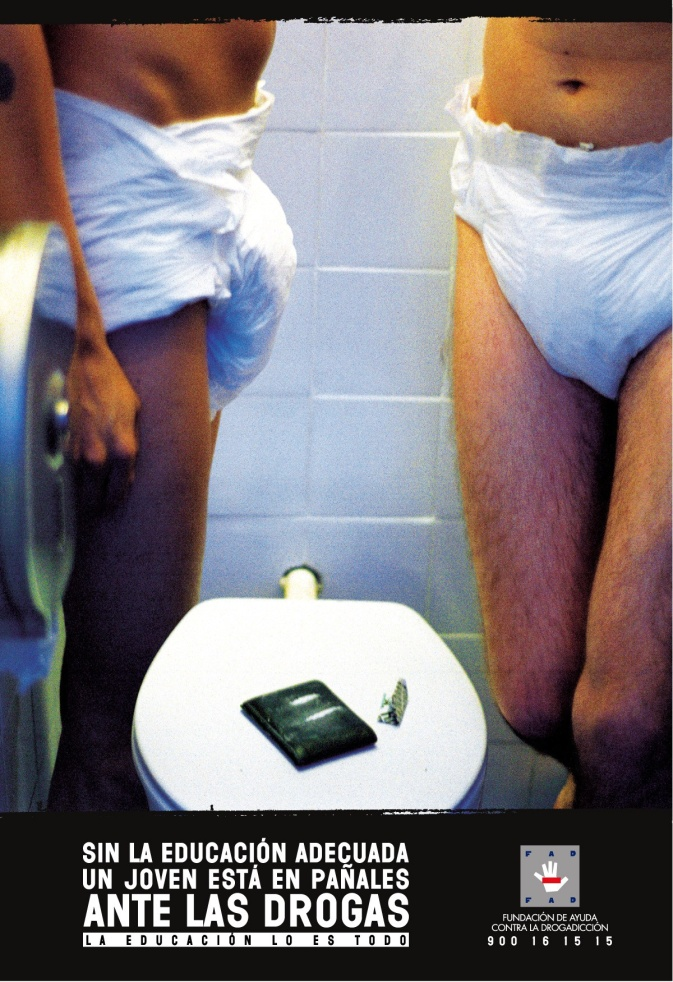 SIN LA EDUCACIÓN ADECUADA
UN JOVEN ESTÁ EN PAÑALES
ANTE LAS DROGAS
LA EDUCACIÓN LO ES TODO
FAD
FAD
FUNDACIÓN DE AYUDA
CONTRA LA DROGADICCIÓN
900 16 15 15